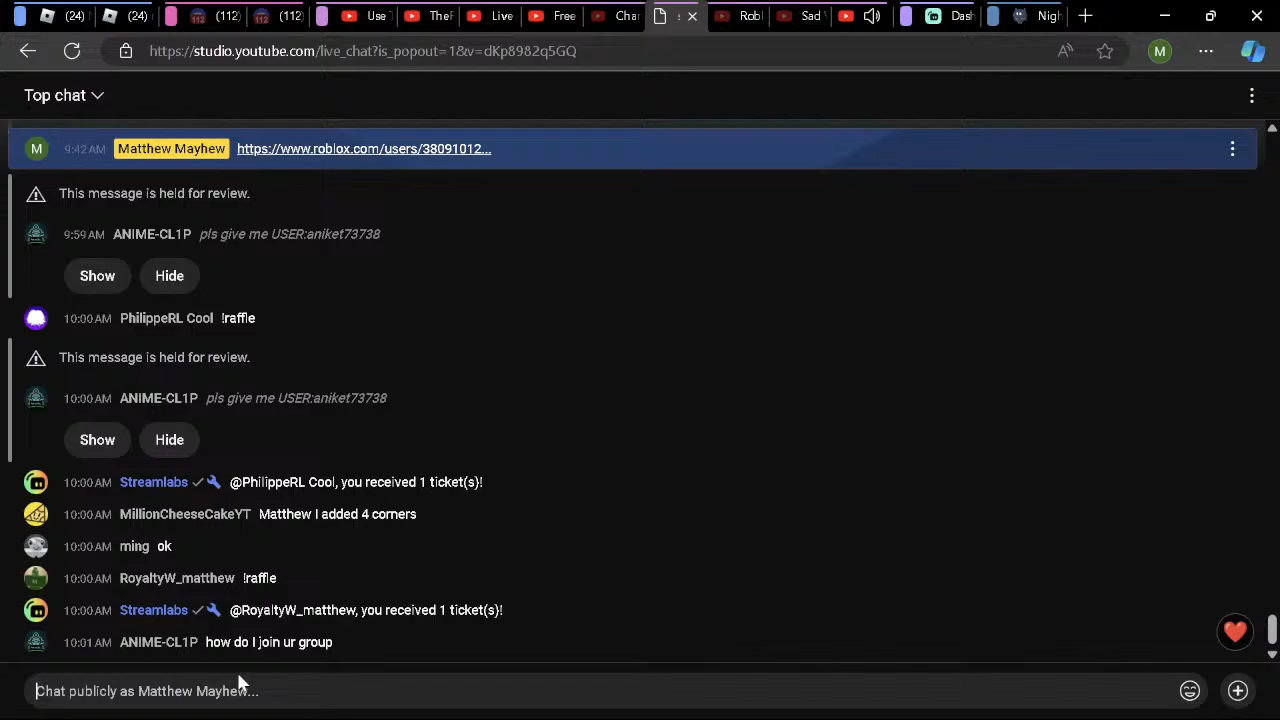 (24)
(24)
(112)
(112
Use
TheF
Live
Free
Char
Robl
Sad
Dash
Nigh
https://studio.youtube.com/live_chat?is_popout=1&v=dKp8982q5GQ
M
Top chat
M 9:42 AM Matthew Mayhew https://www.roblox.com/users/38091012...
This message is held for review.
9:59 AM ANIME-CL1P pls give me USER:aniket73738
Show Hide
10:00 AM PhilippeRL Cool !raffle
This message is held for review.
10:00 AM ANIME-CL1P pls give me USER:aniket73738
Show Hide
10:00 AM Streamlabs @PhilippeRL Cool, you received 1 ticket(s)!
10:00 AM MillionCheeseCakeYT Matthew I added 4 corners
10:00 AM ming ok
10:00 AM RoyaltyW_matthew !raffle
10:00 AM Streamlabs @RoyaltyW_matthew, you received 1 ticket(s)!
10:01 AM ANIME-CL1P how do I join ur group
Chat publicly as Matthew Mayhew...